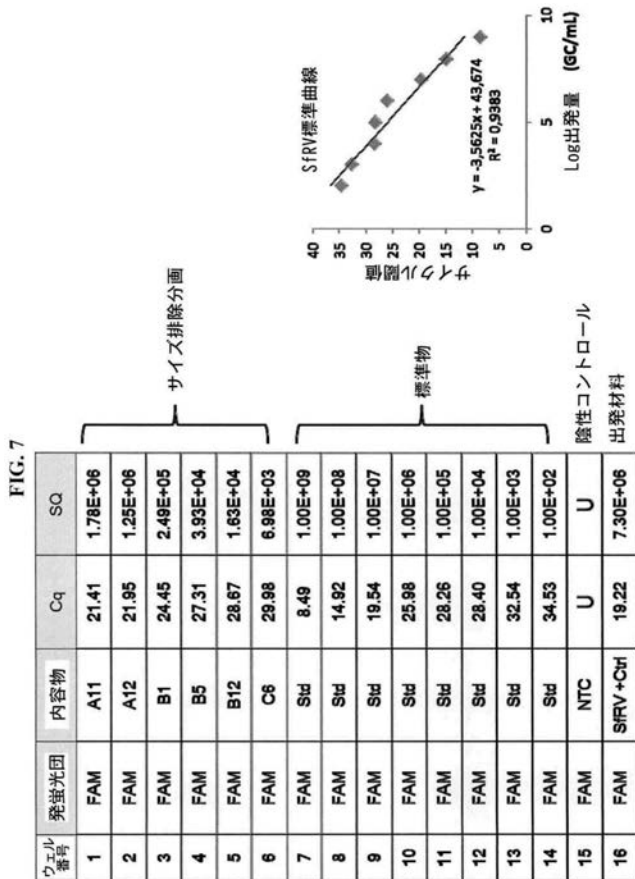 FIG. 7
ウェル番号 発蛍光団 内容物 Cq SQ
1 FAM A11 21.41 1.78E+06
2 FAM A12 21.95 1.25E+06
3 FAM B1 24.45 2.49E+05
4 FAM B5 27.31 3.93E+04
5 FAM B12 28.67 1.63E+04
6 FAM C6 29.98 6.98E+03
7 FAM Std 8.49 1.00E+09
8 FAM Std 14.92 1.00E+08
9 FAM Std 19.54 1.00E+07
10 FAM Std 25.98 1.00E+06
11 FAM Std 28.26 1.00E+05
12 FAM Std 28.40 1.00E+04
13 FAM Std 32.54 1.00E+03
14 FAM Std 34.53 1.00E+02
15 FAM NTC U U
16 FAM SfRV +Ctrl 19.22 7.30E+06
サイズ排除分画
標準物
陰性コントロール
出発材料
SfRV標準曲線
サイクル閾値
40
35
30
25
20
15
10
5
0
y = -3,5625x + 43,674
R² = 0,9383
0 5 10
Log出発量 (GC/mL)